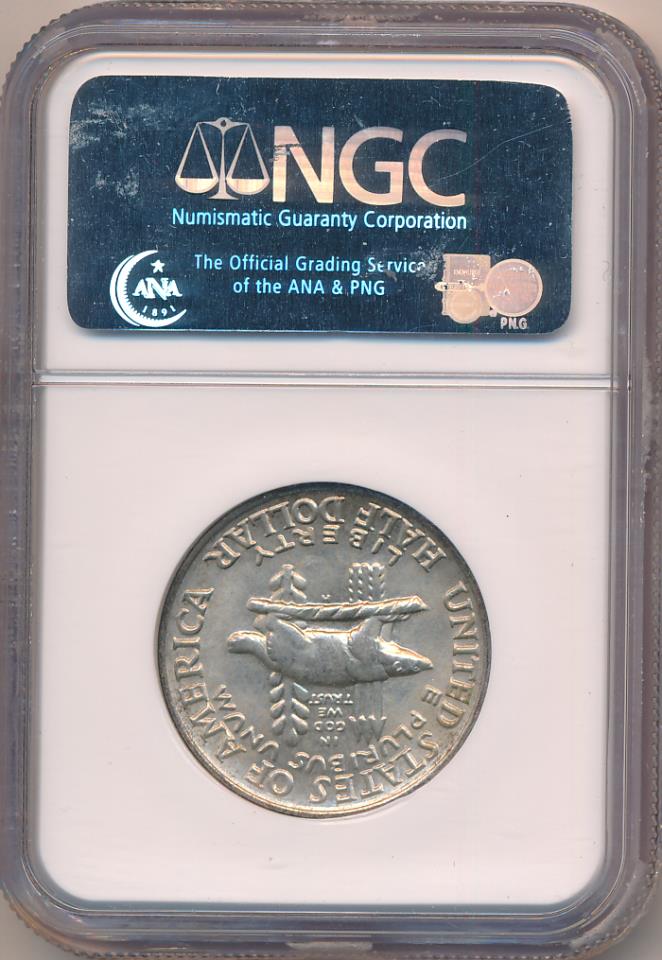 NGC
Numismatic Guaranty Corporation
The Official Grading Service
of the ANA & PNG
ANA
1891
PNG
UNITED STATES OF AMERICA
E PLURIBUS UNUM
IN
GOD
WE
TRUST
LIBERTY
HALF DOLLAR